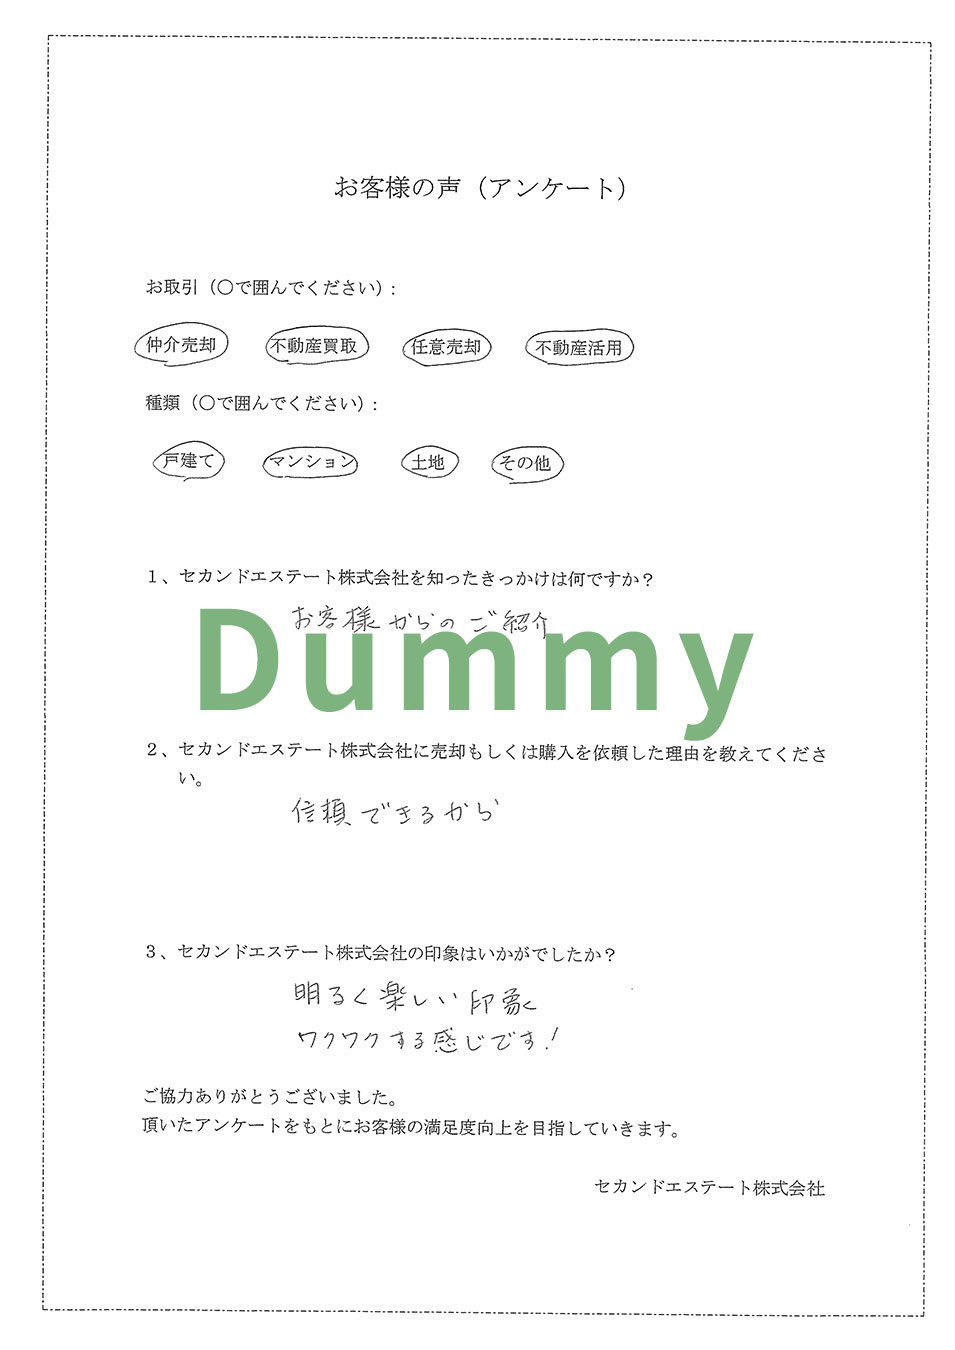 お客様の声（アンケート）
お取引（〇で囲んでください）:
仲介売却 不動産買取 任意売却 不動産活用
種類（〇で囲んでください）:
戸建て マンション 土地 その他
１、セカンドエステート株式会社を知ったきっかけは何ですか？
お客様からのご紹介
Dummy
２、セカンドエステート株式会社に売却もしくは購入を依頼した理由を教えてくださ
い。
信頼できるから
３、セカンドエステート株式会社の印象はいかがでしたか？
明るく楽しい印象
ワクワクする感じです!
ご協力ありがとうございました。
頂いたアンケートをもとにお客様の満足度向上を目指していきます。
セカンドエステート株式会社